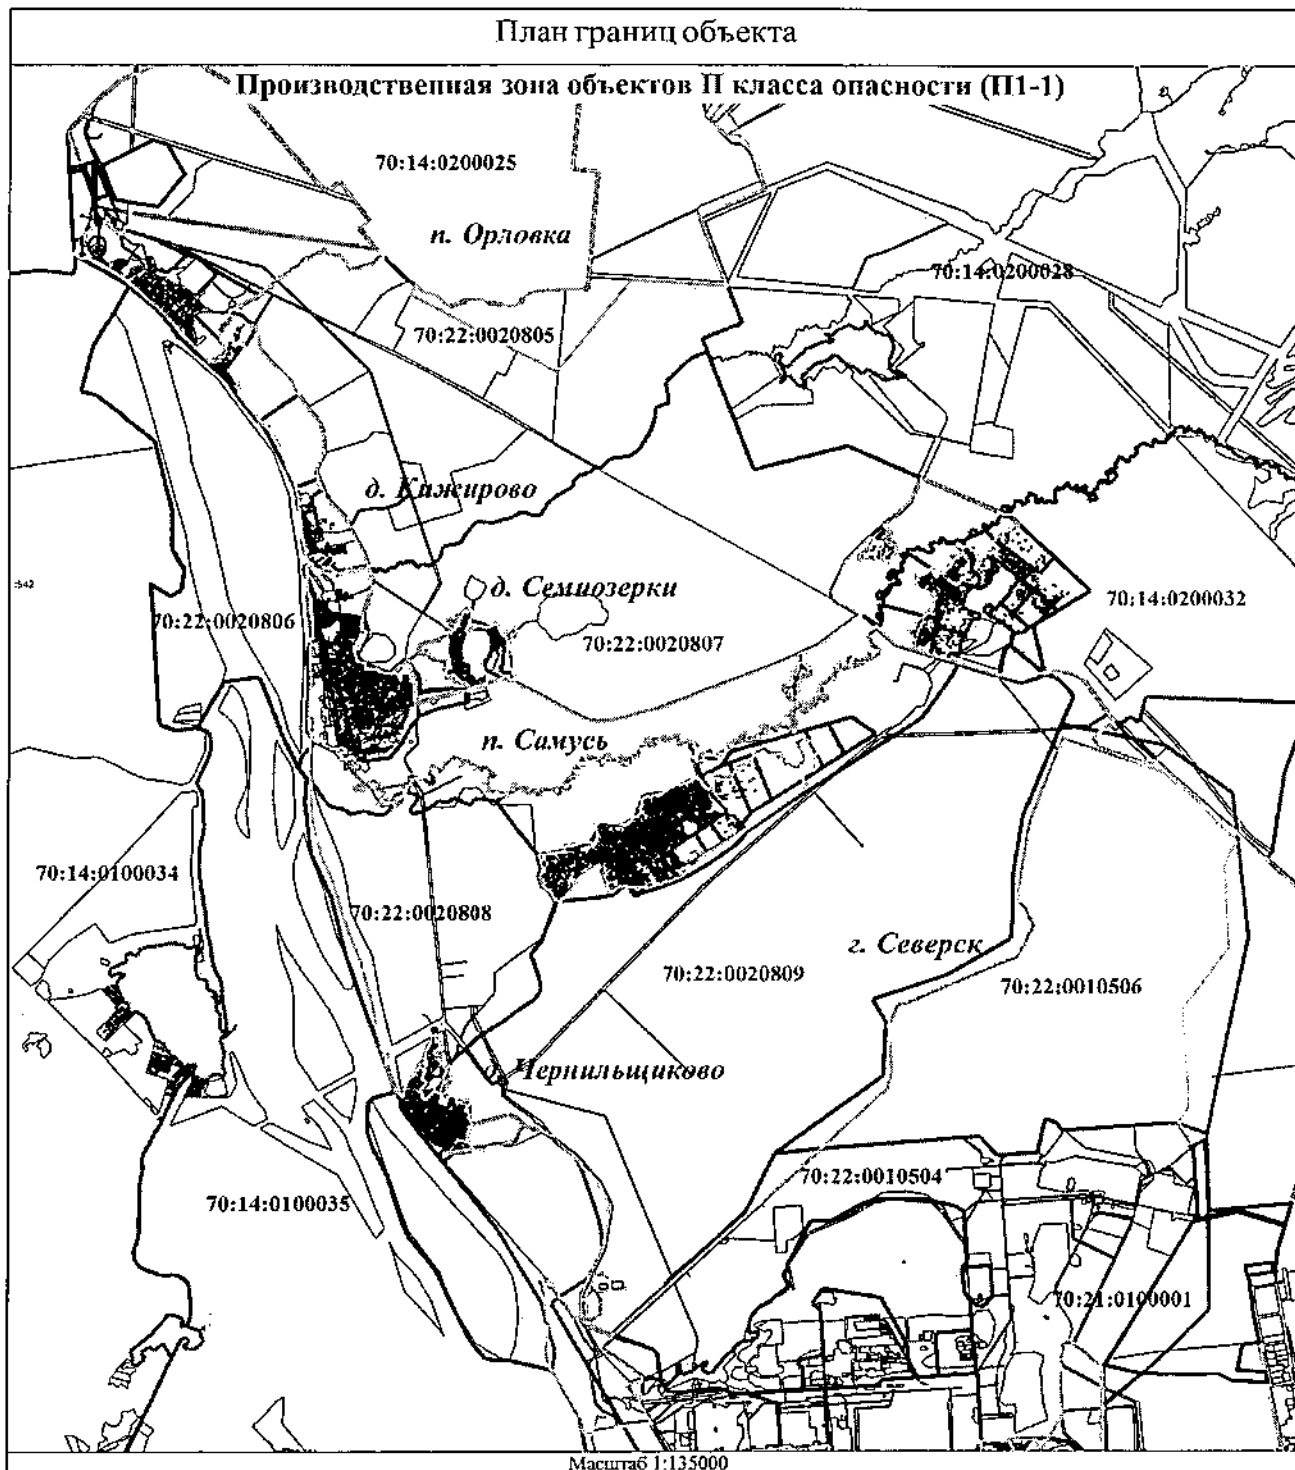 План границ объекта
Производственная зона объектов II класса опасности (П1-1)
70:14:0200025
п. Орловка
70:14:0200028
70:22:0020805
д. Кижирово
:542
д. Семиозерки
70:14:0200032
70:22:0020806
70:22:0020807
п. Самусь
70:14:0100034
70:22:0020808
г. Северск
70:22:0020809
70:22:0010506
д. Чернильщиково
70:22:0010504
70:14:0100035
70:21:0100001
Масштаб 1:135000